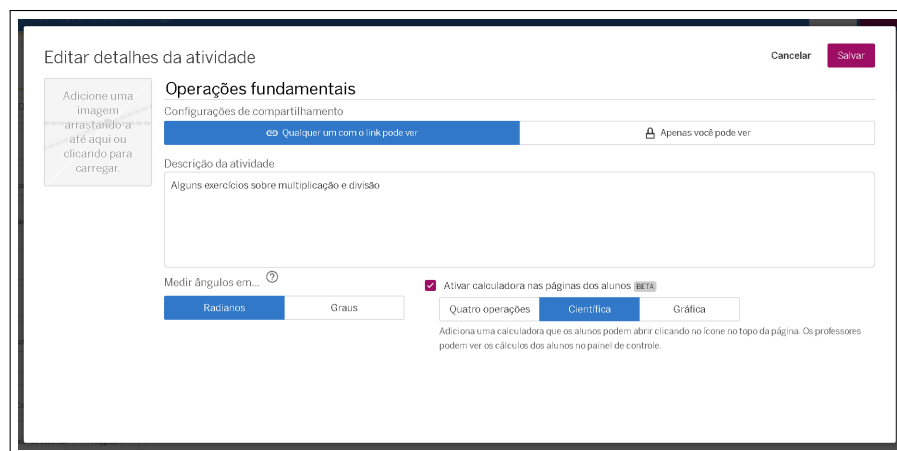 Editar detalhes da atividade
Cancelar
Salvar
Adicione uma
imagem
arrastando-a
até aqui ou
clicando para
carregar.
Operações fundamentais
Configurações de compartilhamento
Qualquer um com o link pode ver
Apenas você pode ver
Descrição da atividade
Alguns exercícios sobre multiplicação e divisão
Medir ângulos em... ?
Radianos
Graus
Ativar calculadora nas páginas dos alunos BETA
Quatro operações
Científica
Gráfica
Adiciona uma calculadora que os alunos podem abrir clicando no ícone no topo da página. Os professores
podem ver os cálculos dos alunos no painel de controle.